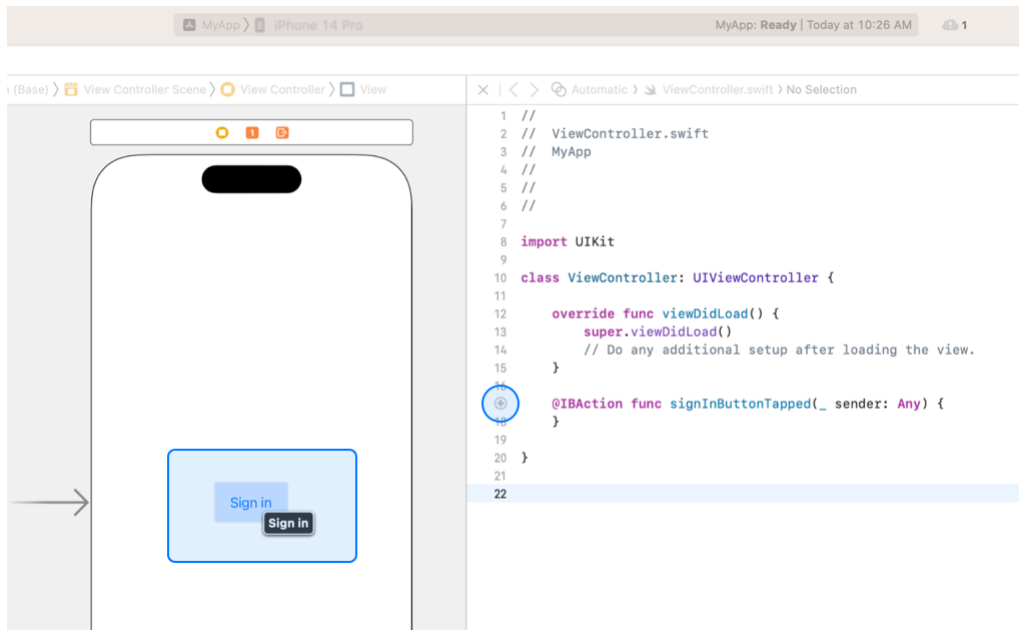 MyApp iPhone 14 Pro MyApp: Ready | Today at 10:26 AM 1
(Base) View Controller Scene View Controller View
Automatic ViewController.swift No Selection
1 //
2 //  ViewController.swift
3 //  MyApp
4 //
5 //
6 //
7
8 import UIKit
9
10 class ViewController: UIViewController {
11
12     override func viewDidLoad() {
13         super.viewDidLoad()
14         // Do any additional setup after loading the view.
15     }
16
@IBAction func signInButtonTapped(_ sender: Any) {
18     }
19
20 }
21
22
1
Sign in
Sign in